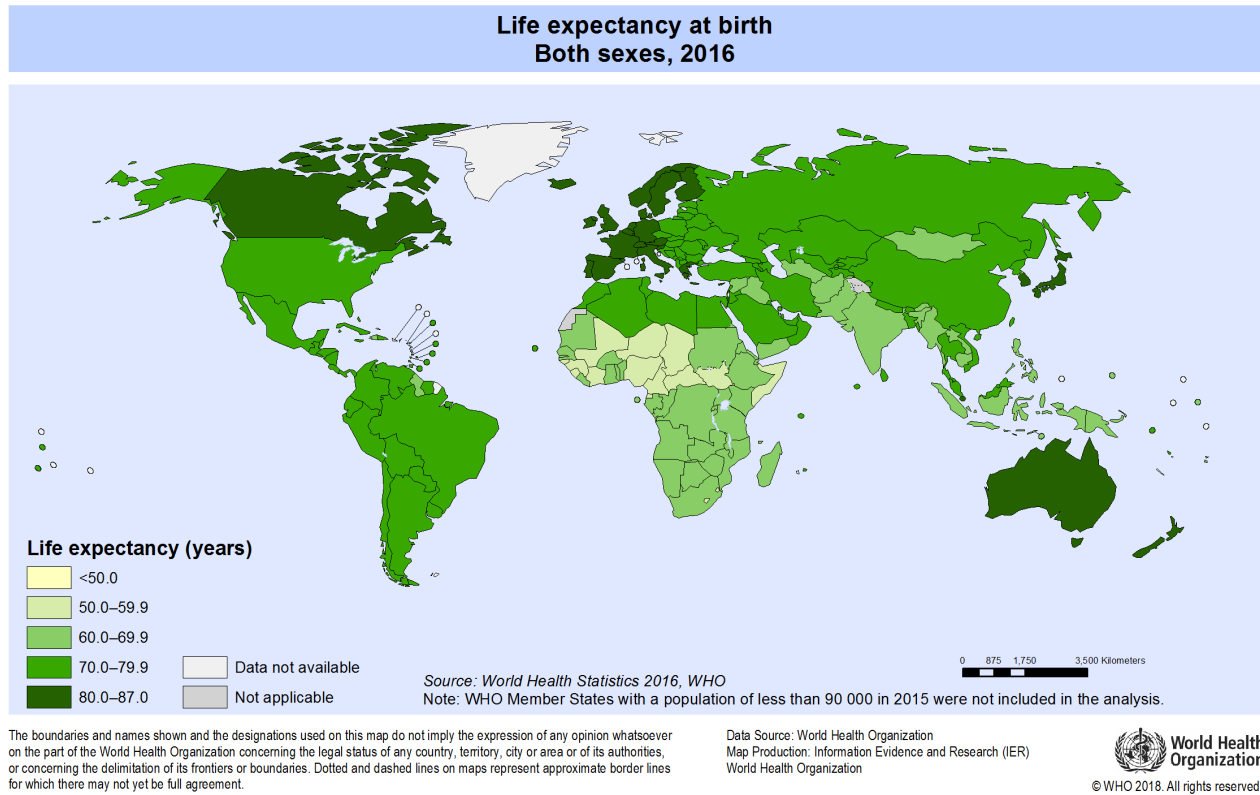 Life expectancy at birth
Both sexes, 2016
Life expectancy (years)
<50.0
50.0–59.9
60.0–69.9
70.0–79.9
80.0–87.0
Data not available
Not applicable
Source: World Health Statistics 2016, WHO
Note: WHO Member States with a population of less than 90 000 in 2015 were not included in the analysis.
0 875 1,750 3,500 Kilometers
The boundaries and names shown and the designations used on this map do not imply the expression of any opinion whatsoever
on the part of the World Health Organization concerning the legal status of any country, territory, city or area or of its authorities,
or concerning the delimitation of its frontiers or boundaries. Dotted and dashed lines on maps represent approximate border lines
for which there may not yet be full agreement.
Data Source: World Health Organization
Map Production: Information Evidence and Research (IER)
World Health Organization
World Health
Organization
© WHO 2018. All rights reserved